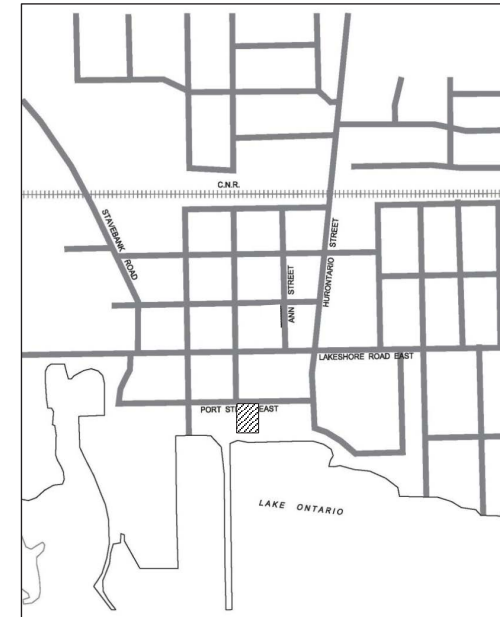 C.N.R.
STAVEBANK ROAD
ANN STREET
HURONTARIO STREET
LAKESHORE ROAD EAST
PORT ST EAST
LAKE ONTARIO